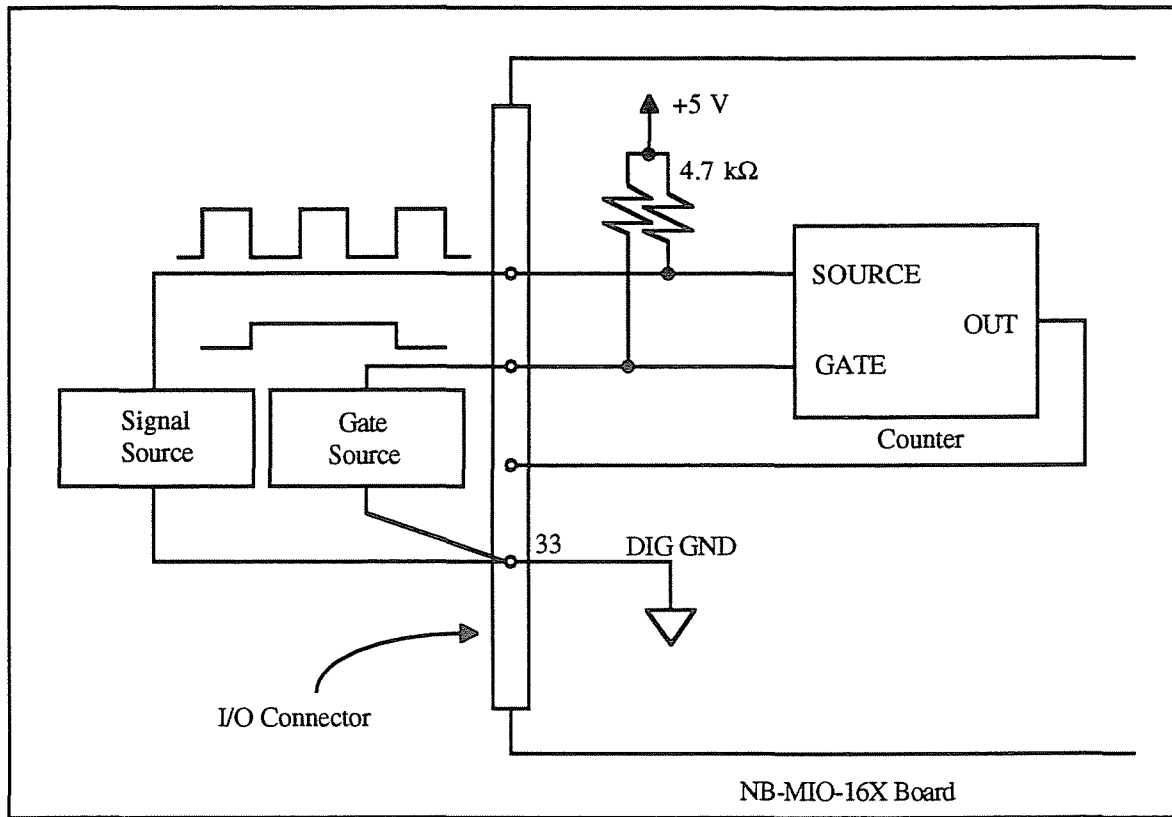 +5 V
4.7 kΩ
SOURCE
OUT
GATE
Counter
Signal
Source
Gate
Source
33
DIG GND
I/O Connector
NB-MIO-16X Board